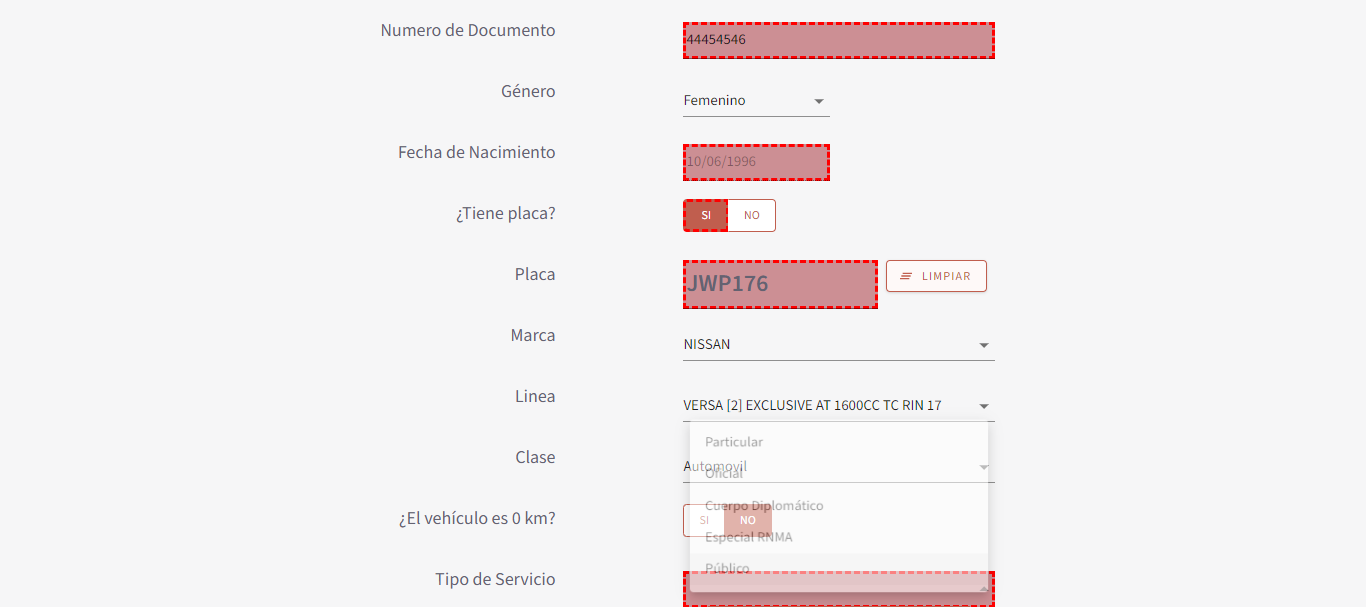 Numero de Documento 44454546
Género Femenino
Fecha de Nacimiento 10/06/1996
¿Tiene placa? SI NO
Placa JWP176 LIMPIAR
Marca NISSAN
Linea VERSA [2] EXCLUSIVE AT 1600CC TC RIN 17
Particular
Clase Automovil
Oficial
Cuerpo Diplomático
¿El vehículo es 0 km? SI NO
Especial RNMA
Público
Tipo de Servicio